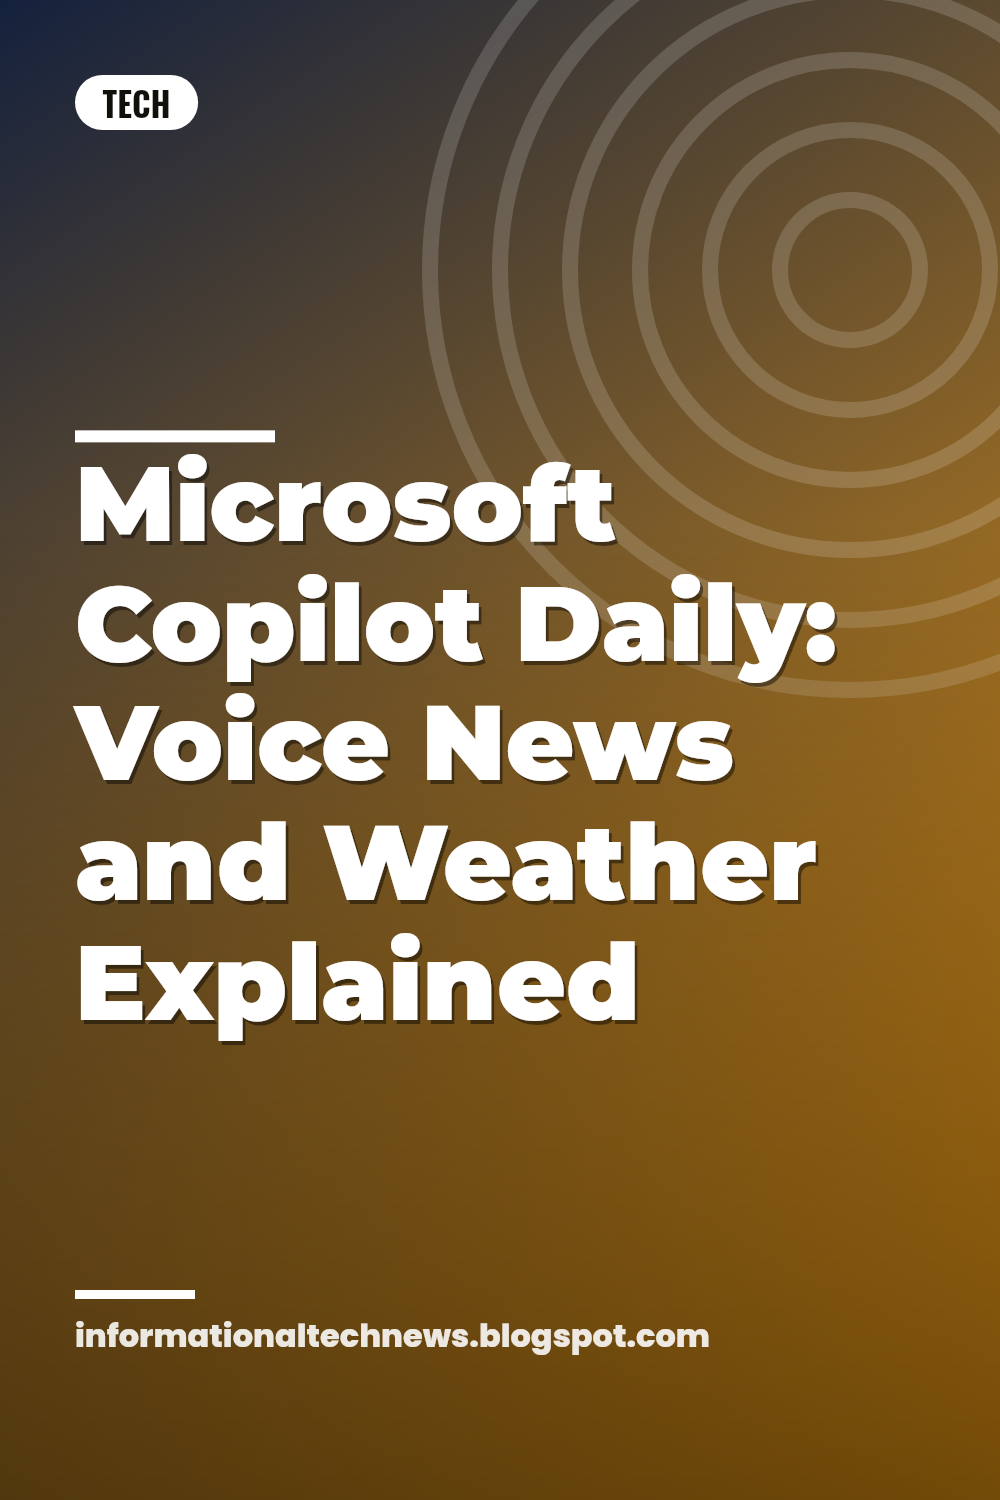 TECH
Microsoft
Copilot Daily:
Voice News
and Weather
Explained
informationaltechnews.blogspot.com